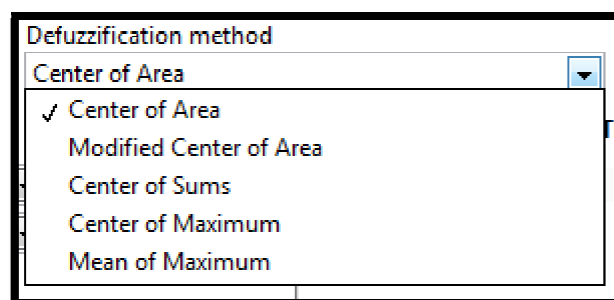 Defuzzification method
Center of Area
Center of Area
Modified Center of Area
Center of Sums
Center of Maximum
Mean of Maximum